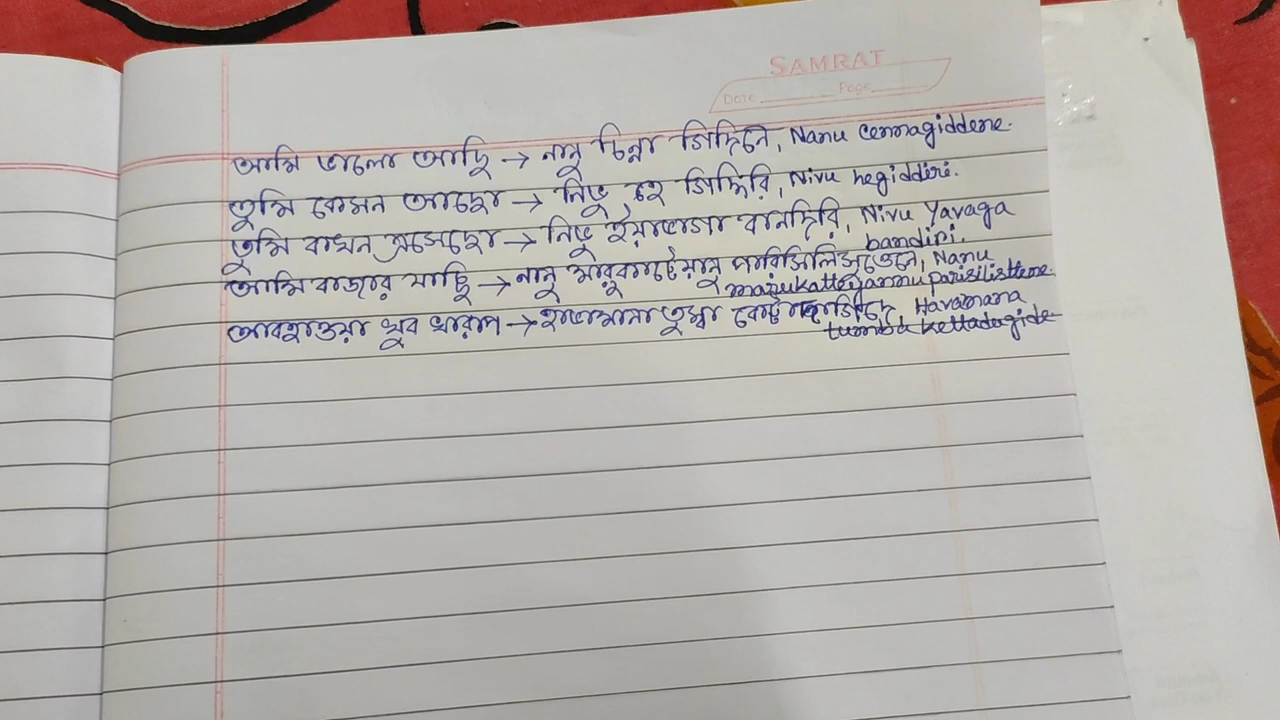 SAMRAT
Date Page
আমি ভালো আছি → নানু চিন্না গিদ্দিনে, Nanu cennagiddene.
তুমি কেমন আছো → নিভু হে গিদ্দিরি, Nivu hegiddiri.
তুমি কখন এসেছো → নিভু ইয়াভাগা বানদিরি, Nivu Yavaga bandiri.
আমি বাজার যাচ্ছি → নানু মারুকাট্টেয়ান্নু পারিসিলিসুতেনে, Nanu marukatteyannu parisilisttene.
আবহাওয়া খুব খারাপ → হাভামানা তুম্বা Havamana tumba kettadagide